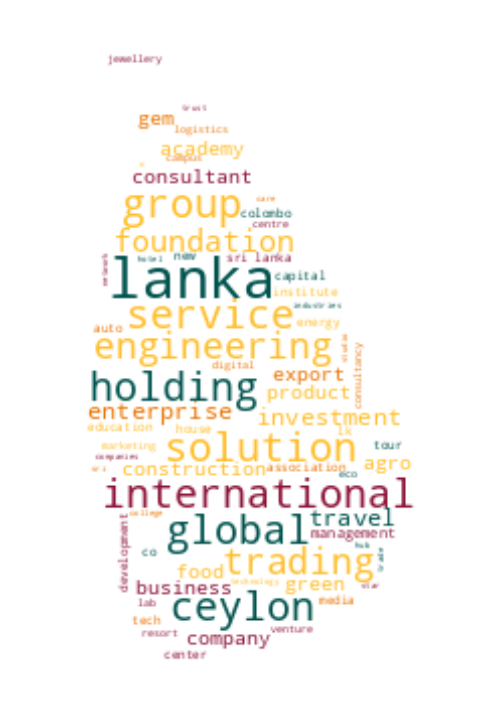 jewellery
trust
gem
logistics
academy
campus
consultant
group
care
colombo
centre
foundation
network
hotel
new
sri lanka
lanka
capital
institute
industries
service
energy
auto
engineering
digital
export
consultancy
holding
product
enterprise
investment
education
house
lk
marketing
solution
tour
companies
construction
association
agro
eco
international
college
global
travel
management
development
co
hub
trade
trading
food
technology
green
star
business
lab
ceylon
media
tech
resort
company
venture
center